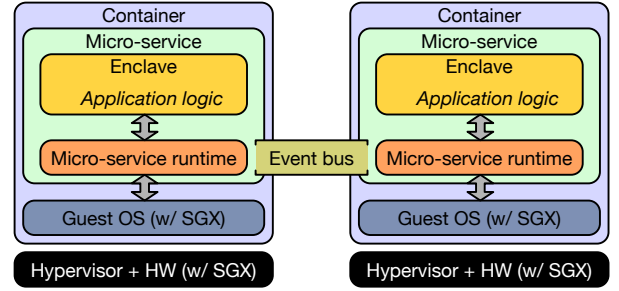 Container
Micro-service
Enclave
Application logic
Micro-service runtime
Guest OS (w/ SGX)
Hypervisor + HW (w/ SGX)
Event bus
Container
Micro-service
Enclave
Application logic
Micro-service runtime
Guest OS (w/ SGX)
Hypervisor + HW (w/ SGX)